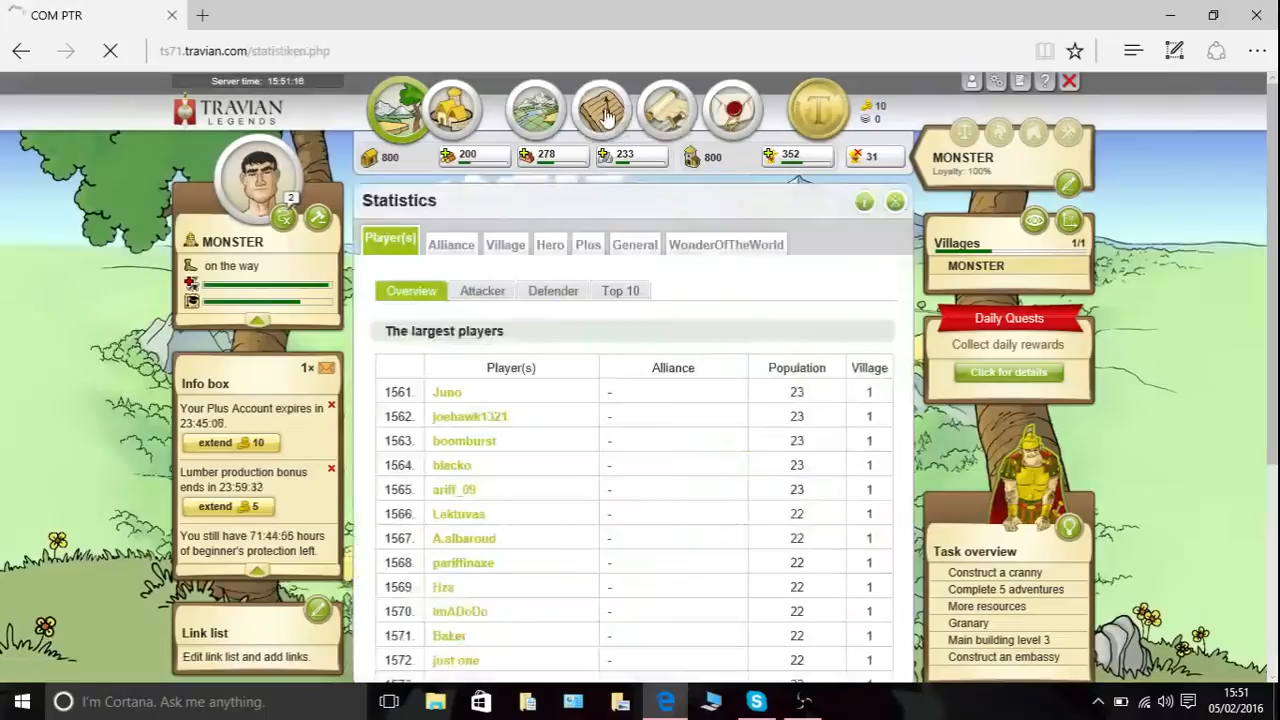 COM PTR
ts71.travian.com/statistiken.php
Server time: 15:51:16
TRAVIAN
LEGENDS
10
0
800
200
278
233
800
352
31
MONSTER
Loyalty: 100%
2
MONSTER
on the way
Statistics
Player(s)
Alliance
Village
Hero
Plus
General
WonderOfTheWorld
Overview
Attacker
Defender
Top 10
The largest players
Player(s) Alliance Population Village
1561. Juno - 23 1
1562. joehawk1321 - 23 1
1563. boomburst - 23 1
1564. blacko - 23 1
1565. ariff_09 - 23 1
1566. Laktuvas - 22 1
1567. A.albaroud - 22 1
1568. pariffinaxe - 22 1
1569. - 22 1
1570. ImADoDo - 22 1
1571. Baker - 22 1
1572. just one - 22 1
Villages 1/1
MONSTER
Daily Quests
Collect daily rewards
Click for details
1×
Info box
Your Plus Account expires in
23:45:08.
extend 10
Lumber production bonus
ends in 23:59:32
extend 5
You still have 71:44:56 hours
of beginner's protection left.
Link list
Edit link list and add links.
Task overview
Construct a cranny
Complete 5 adventures
More resources
Granary
Main building level 3
Construct an embassy
I'm Cortana. Ask me anything.
15:51
05/02/2016